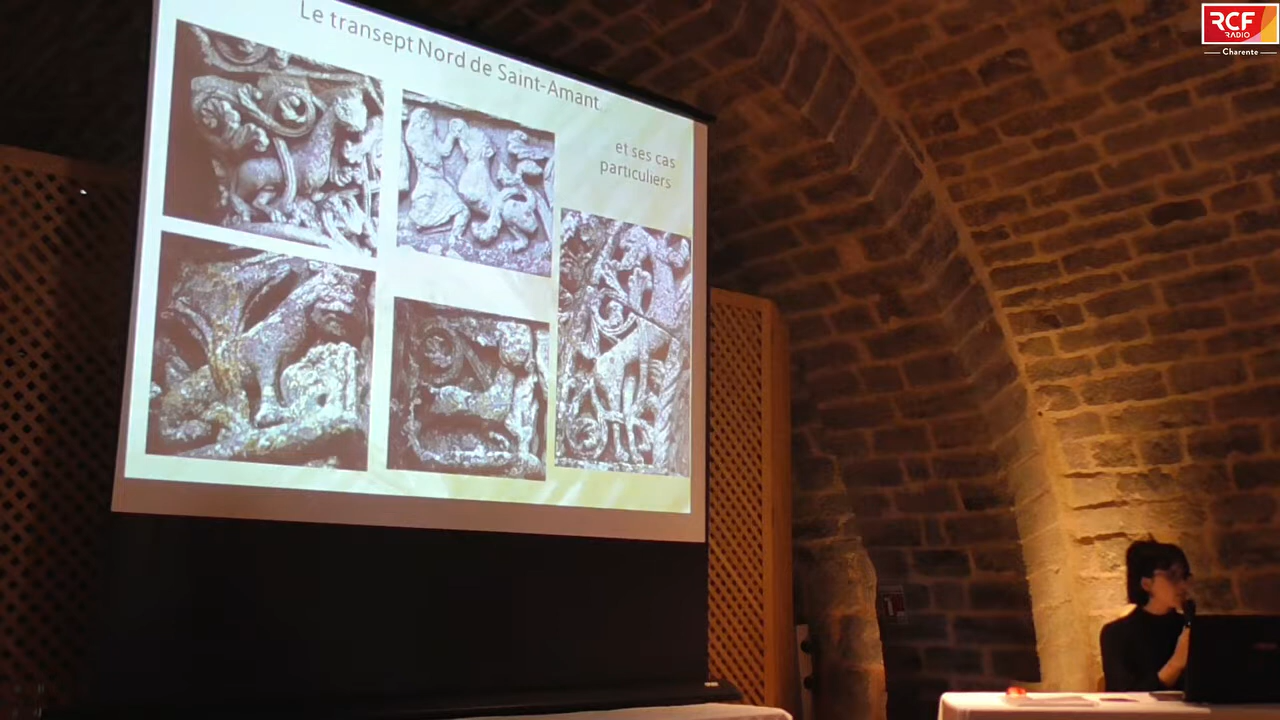 Le transept Nord de Saint-Amant
et ses cas
particuliers
RCF
RADIO
Charente